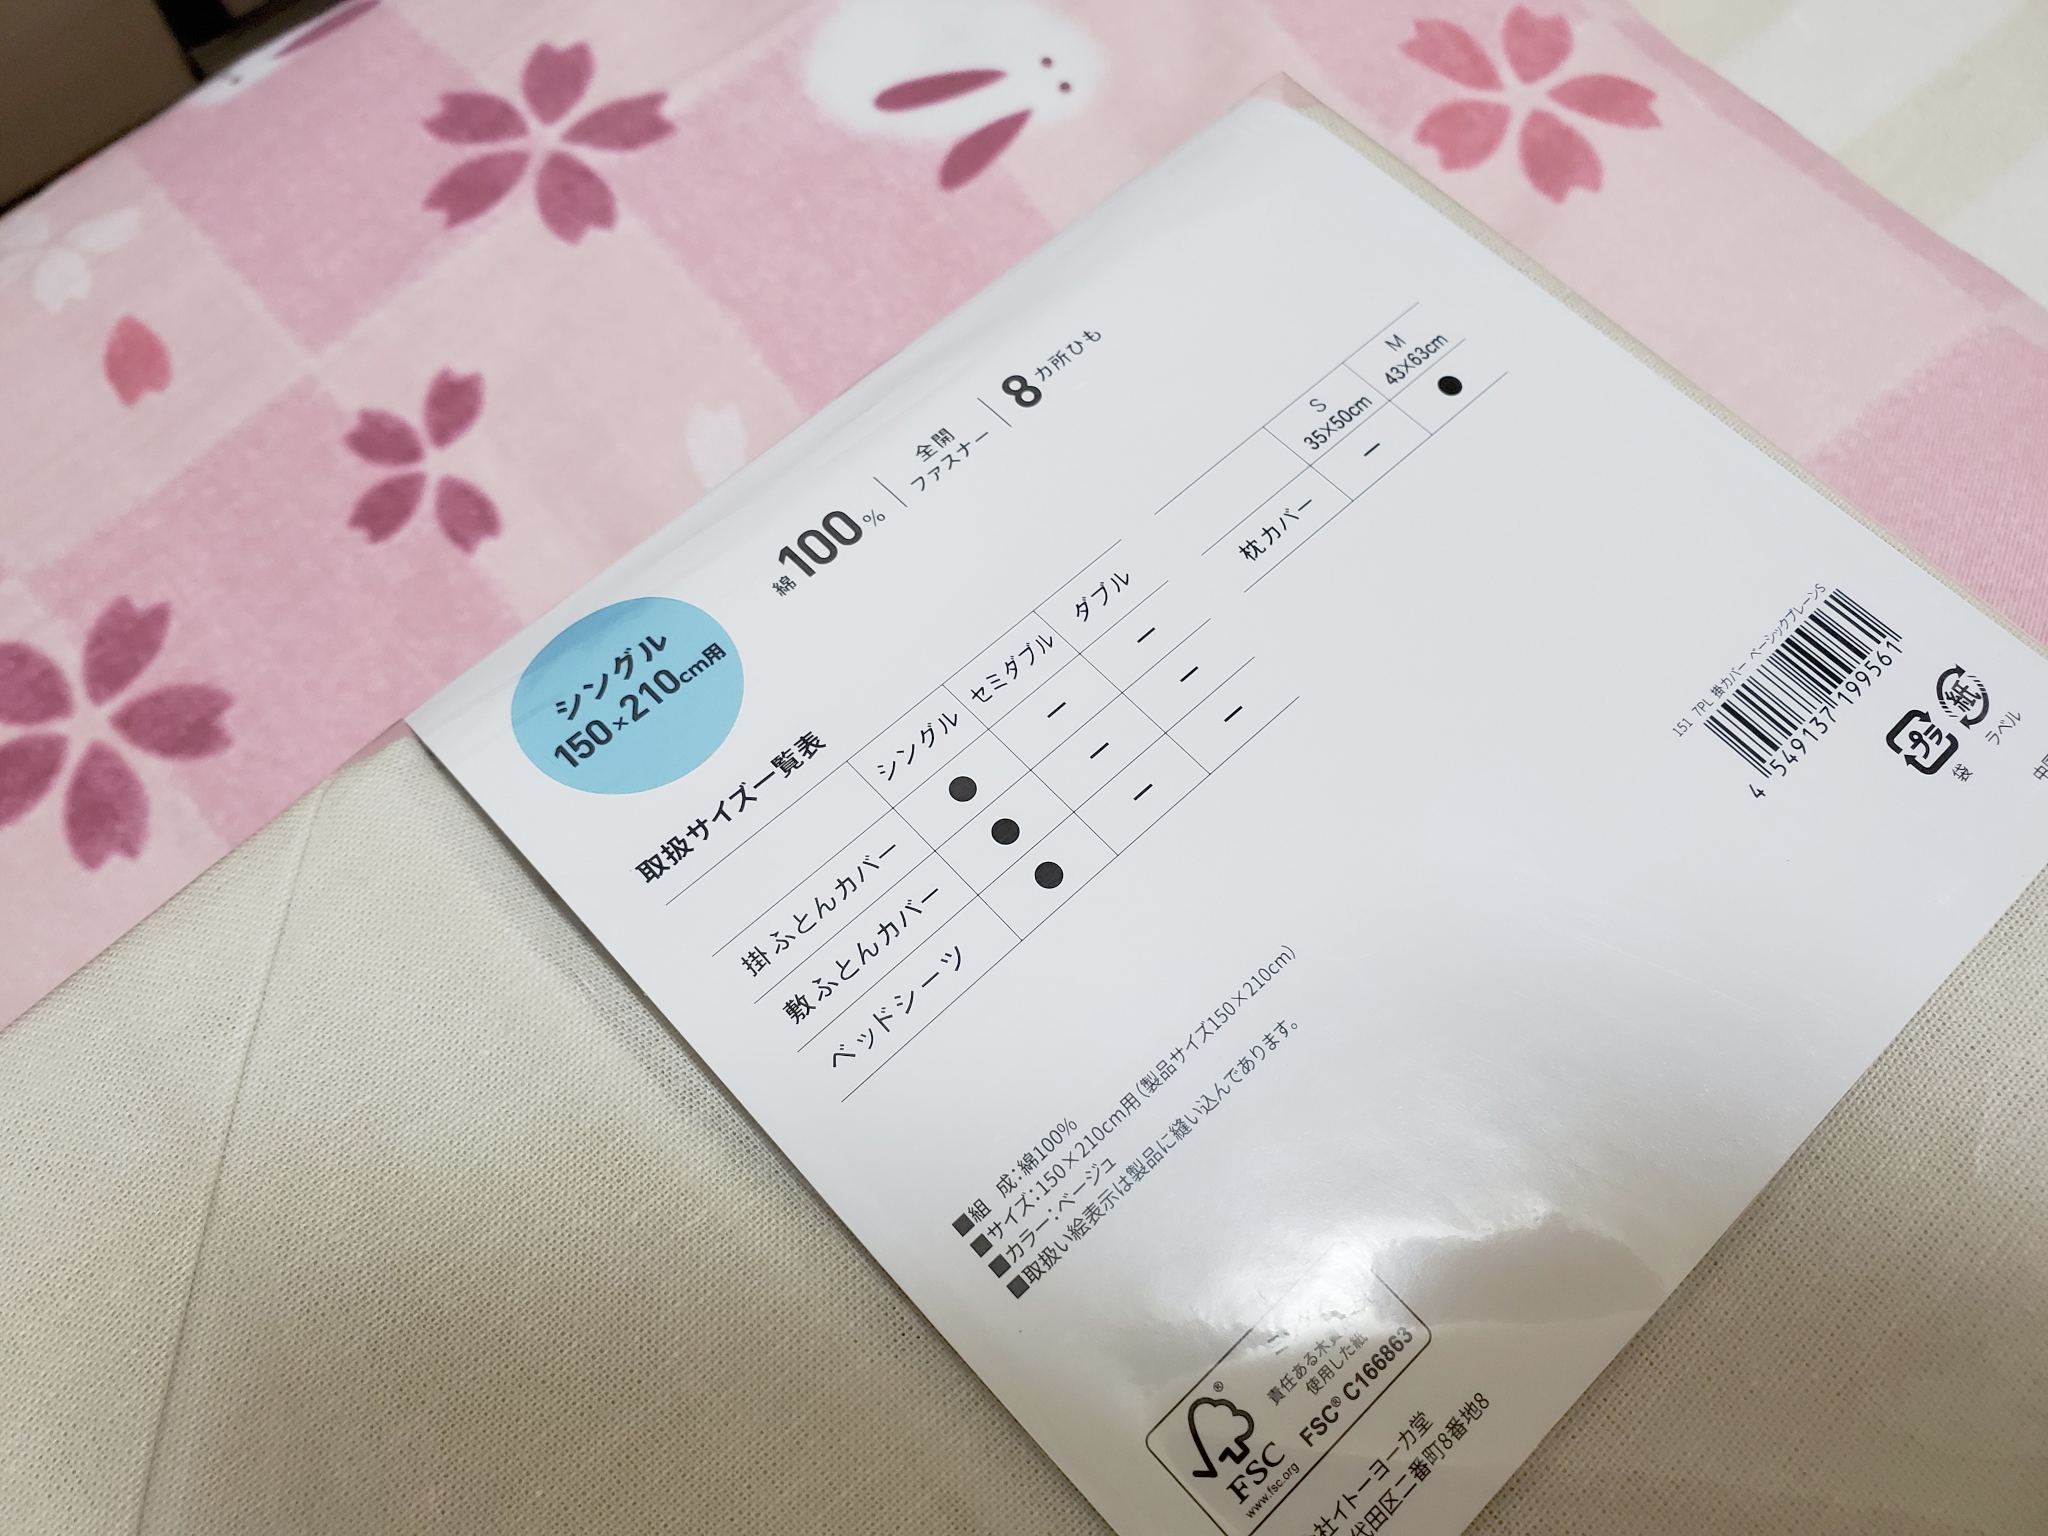 シングル
150×210cm用
綿100%
全開
ファスナー
8カ所ひも
取扱サイズ一覧表
シングル セミダブル ダブル
掛ふとんカバー ● ー ー
敷ふとんカバー ● ー ー
ベッドシーツ ● ー ー
S M
35×50cm 43×63cm
枕カバー ー ●
■組 成:綿100%
■サイズ:150×210cm用(製品サイズ150×210cm)
■カラー:ベージュ
■取扱い絵表示は製品に縫い込んであります。
151 7PL 掛カバー ベーシックプレーンS
4 549137 199561
プラ
袋
紙
ラベル
責任ある木質
使用した紙
FSC® C166863
FSC
www.fsc.org
社イトーヨーカ堂
代田区二番町8番地8